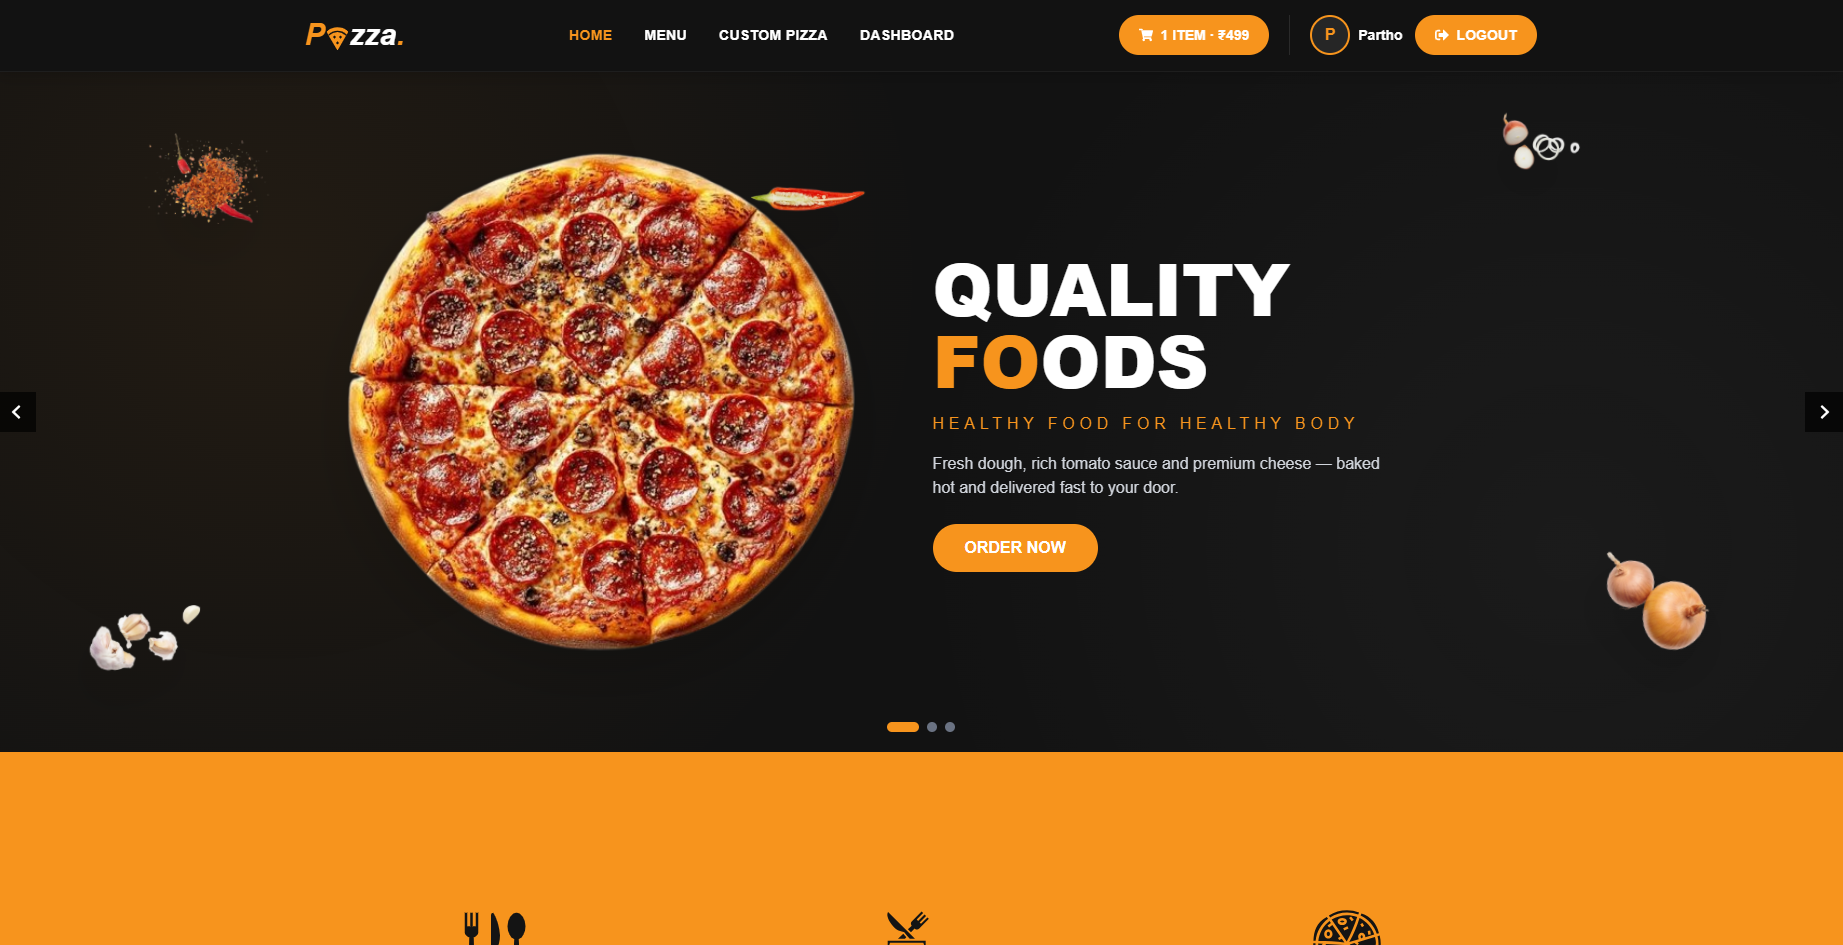 Pizza.
HOME
MENU
CUSTOM PIZZA
DASHBOARD
1 ITEM - ₹499
P
Partho
LOGOUT
QUALITY
FOODS
HEALTHY FOOD FOR HEALTHY BODY
Fresh dough, rich tomato sauce and premium cheese — baked
hot and delivered fast to your door.
ORDER NOW